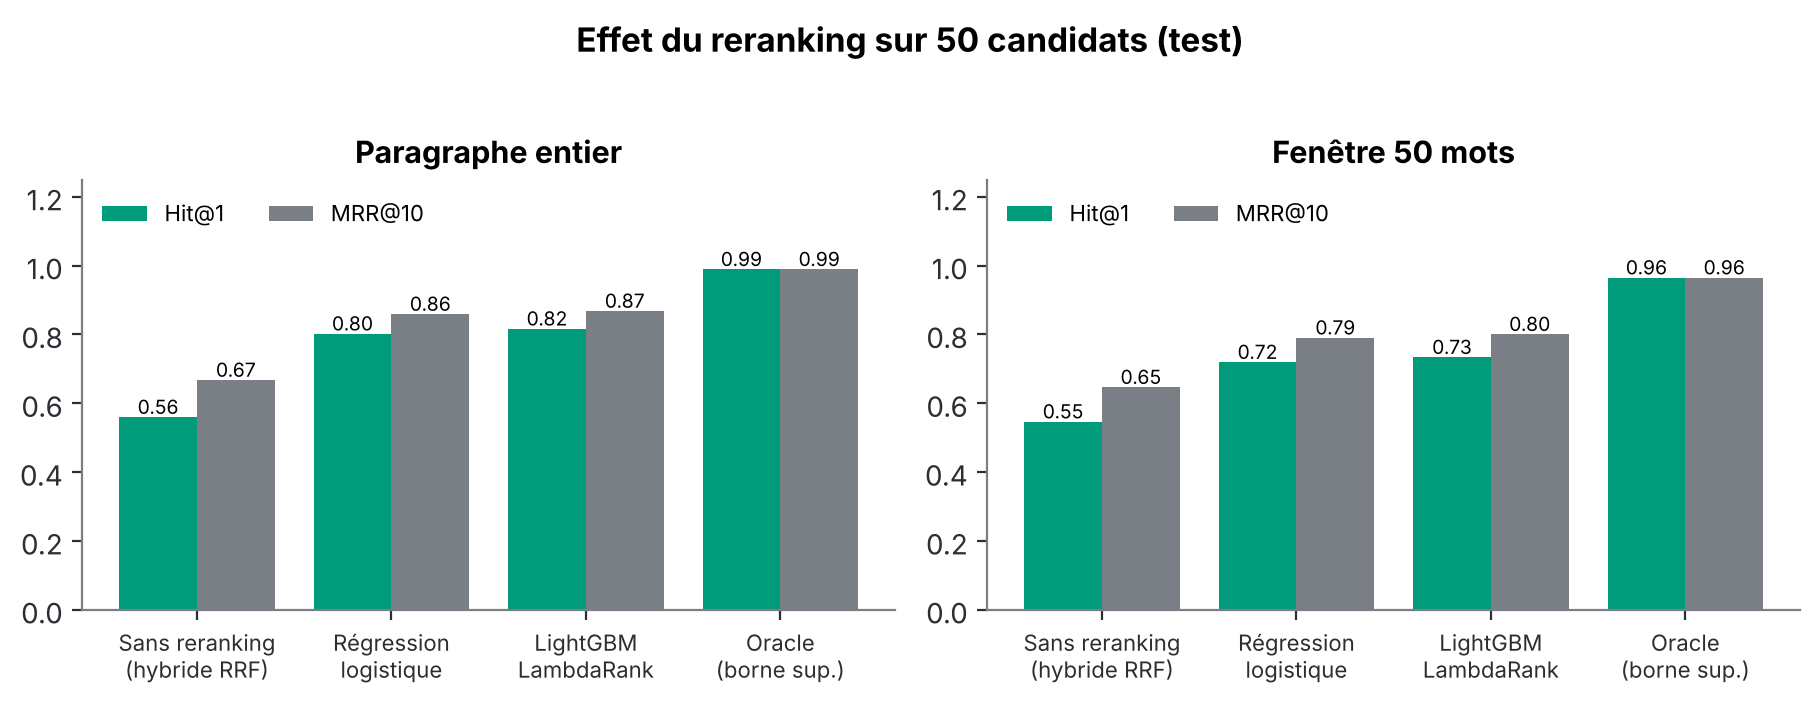 Effet du reranking sur 50 candidats (test)
Paragraphe entier
1.2
1.0
0.8
0.6
0.4
0.2
0.0
Hit@1 MRR@10
0.56 0.67 0.80 0.86 0.82 0.87 0.99 0.99
Sans reranking
(hybride RRF)
Régression
logistique
LightGBM
LambdaRank
Oracle
(borne sup.)
Fenêtre 50 mots
1.2
1.0
0.8
0.6
0.4
0.2
0.0
Hit@1 MRR@10
0.55 0.65 0.72 0.79 0.73 0.80 0.96 0.96
Sans reranking
(hybride RRF)
Régression
logistique
LightGBM
LambdaRank
Oracle
(borne sup.)